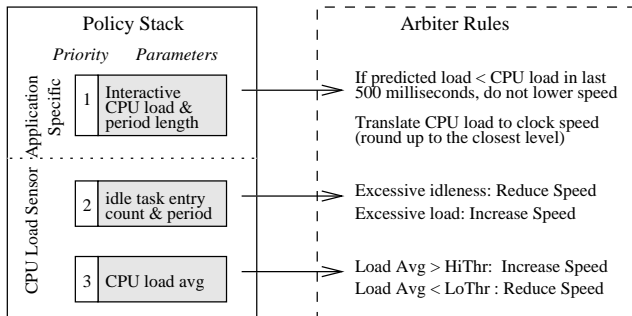 Policy Stack
Priority Parameters
Application Specific
1
Interactive
CPU load &
period length
CPU Load Sensor
2
idle task entry
count & period
3
CPU load avg
Arbiter Rules
If predicted load < CPU load in last
500 milliseconds, do not lower speed
Translate CPU load to clock speed
(round up to the closest level)
Excessive idleness: Reduce Speed
Excessive load: Increase Speed
Load Avg > HiThr: Increase Speed
Load Avg < LoThr : Reduce Speed